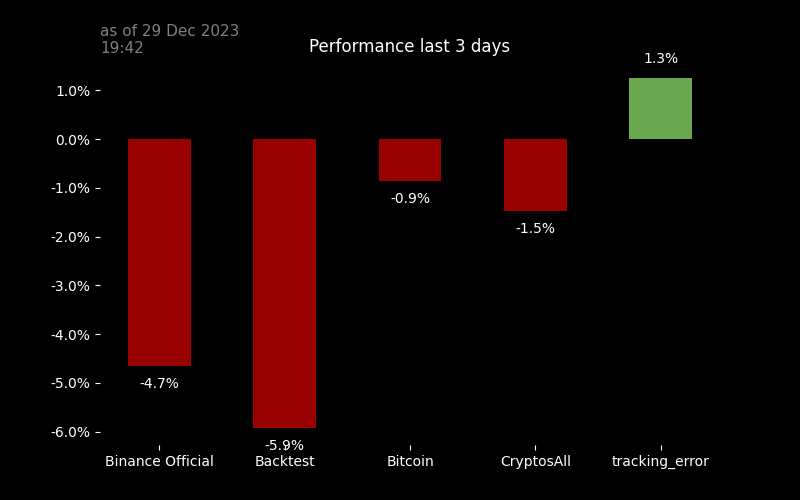 as of 29 Dec 2023
19:42
Performance last 3 days
1.3%
1.0%
0.0%
-1.0%
-0.9%
-1.5%
-2.0%
-3.0%
-4.0%
-4.7%
-5.0%
-6.0%
-5.9%
Binance Official
Backtest
Bitcoin
CryptosAll
tracking_error